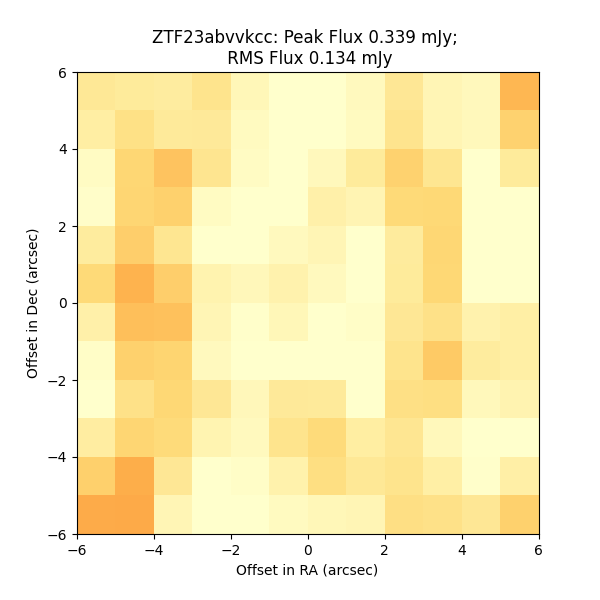 ZTF23abvvkcc: Peak Flux 0.339 mJy;
RMS Flux 0.134 mJy
6
4
2
0
−2
−4
−6
Offset in Dec (arcsec)
−6 −4 −2 0 2 4 6
Offset in RA (arcsec)